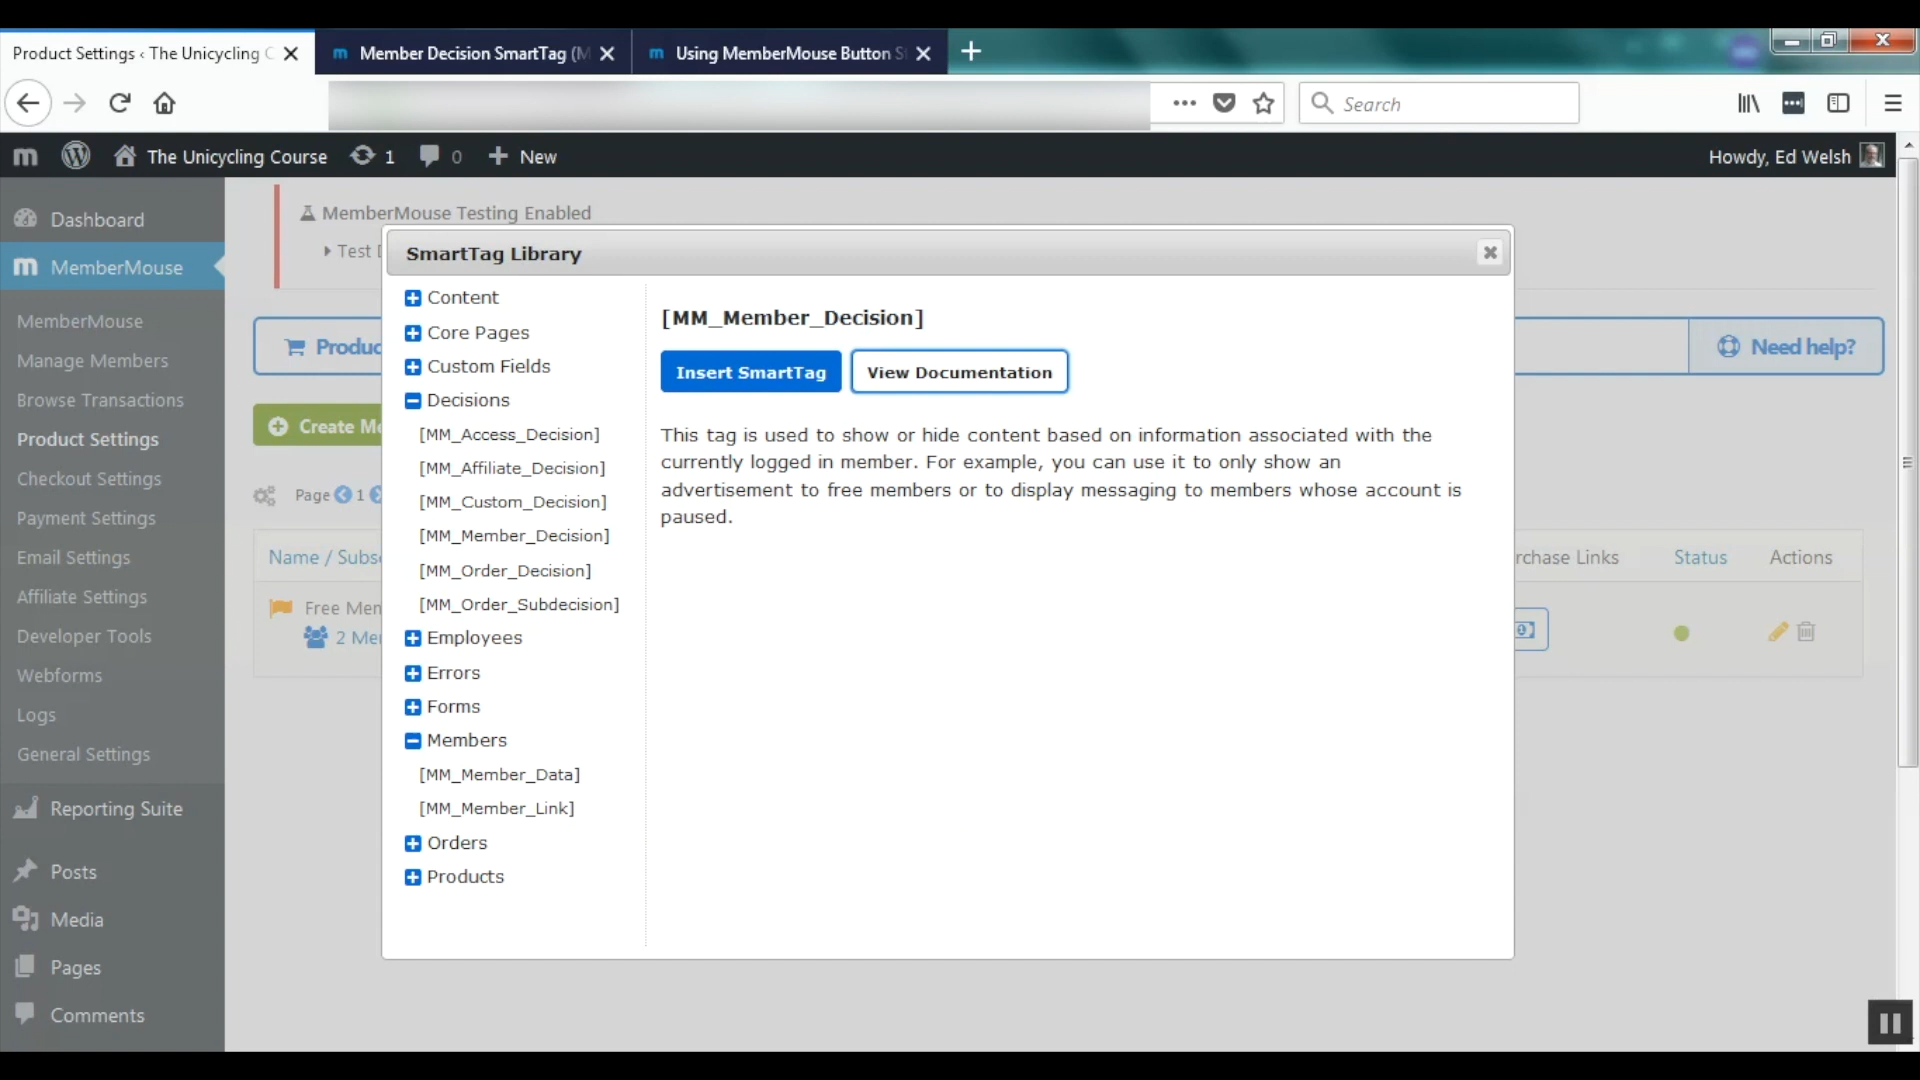 Product Settings ‹ The Unicycling C
Member Decision SmartTag (M
Using MemberMouse Button S
Search
The Unicycling Course
1
0
New
Howdy, Ed Welsh
Dashboard
MemberMouse
MemberMouse
Manage Members
Browse Transactions
Product Settings
Checkout Settings
Payment Settings
Email Settings
Affiliate Settings
Developer Tools
Webforms
Logs
General Settings
Reporting Suite
Posts
Media
Pages
Comments
MemberMouse Testing Enabled
Test
Produc
Need help?
Create Me
Page 1
Name / Subs
rchase Links
Status
Actions
Free Men
2 Me
SmartTag Library
Content
Core Pages
Custom Fields
Decisions
[MM_Access_Decision]
[MM_Affiliate_Decision]
[MM_Custom_Decision]
[MM_Member_Decision]
[MM_Order_Decision]
[MM_Order_Subdecision]
Employees
Errors
Forms
Members
[MM_Member_Data]
[MM_Member_Link]
Orders
Products
[MM_Member_Decision]
Insert SmartTag
View Documentation
This tag is used to show or hide content based on information associated with the
currently logged in member. For example, you can use it to only show an
advertisement to free members or to display messaging to members whose account is
paused.